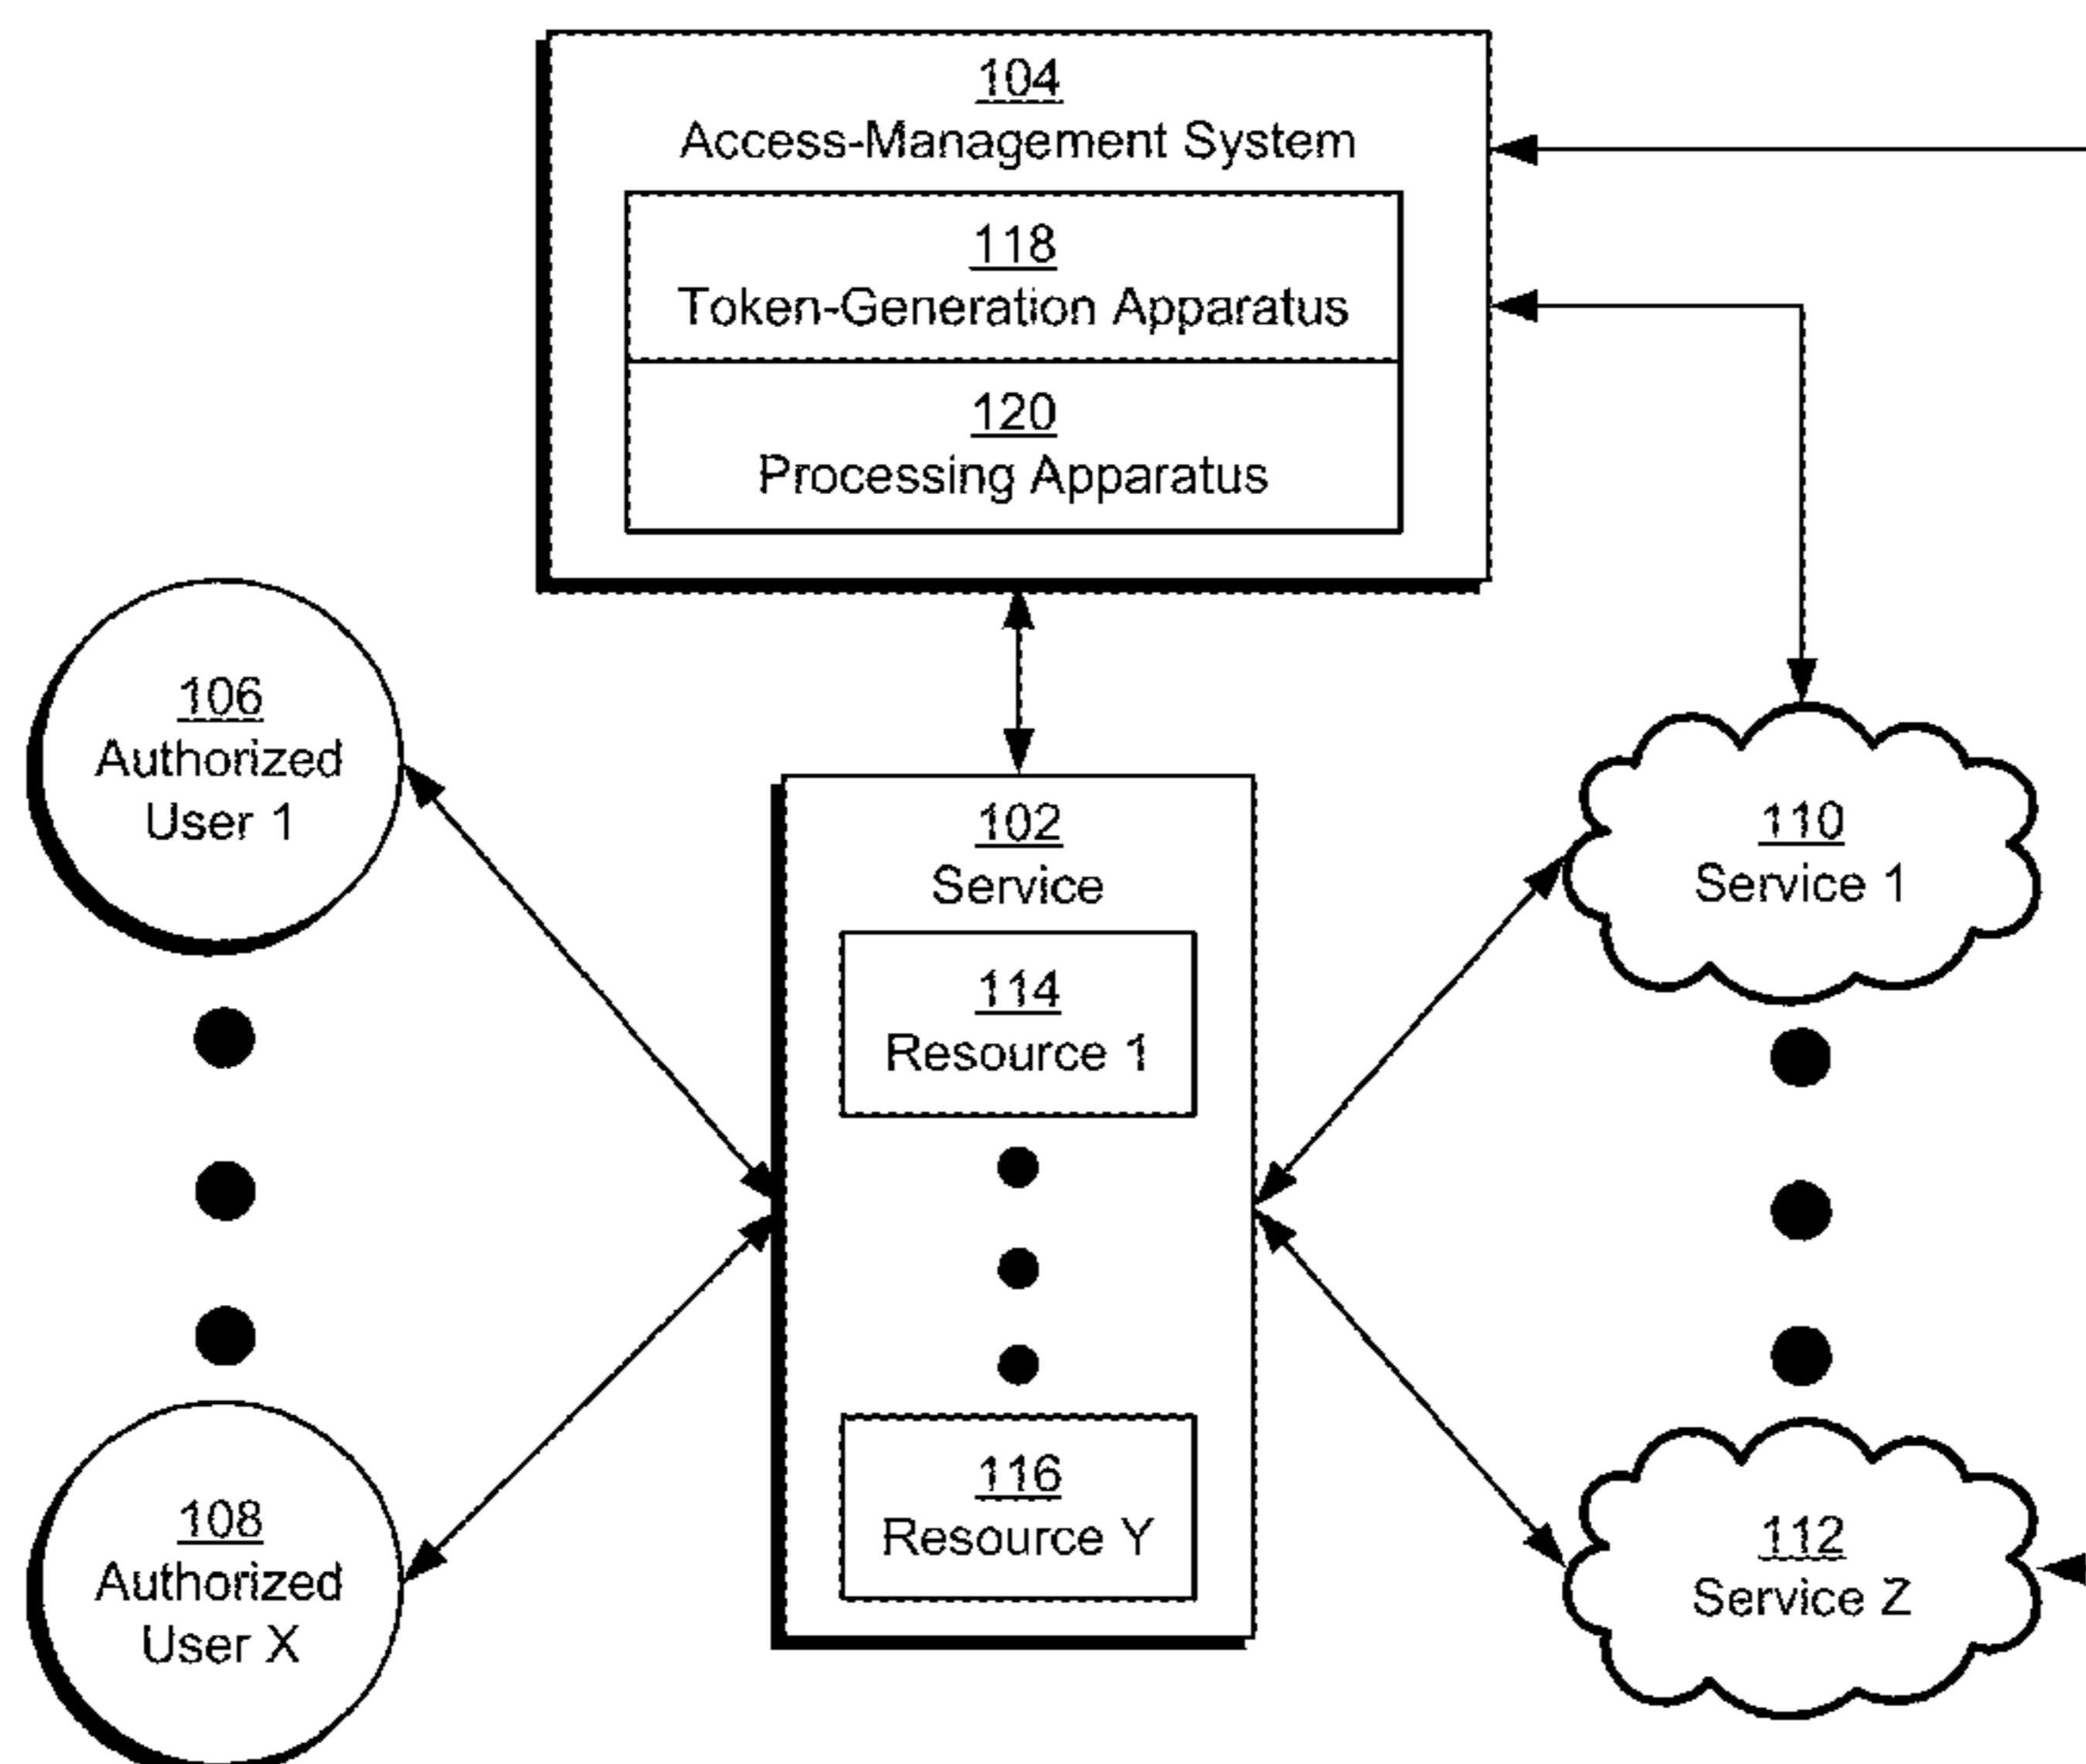 104
Access-Management System
118
Token-Generation Apparatus
120
Processing Apparatus
106
Authorized
User 1
102
Service
114
Resource 1
116
Resource Y
110
Service 1
108
Authorized
User X
112
Service Z